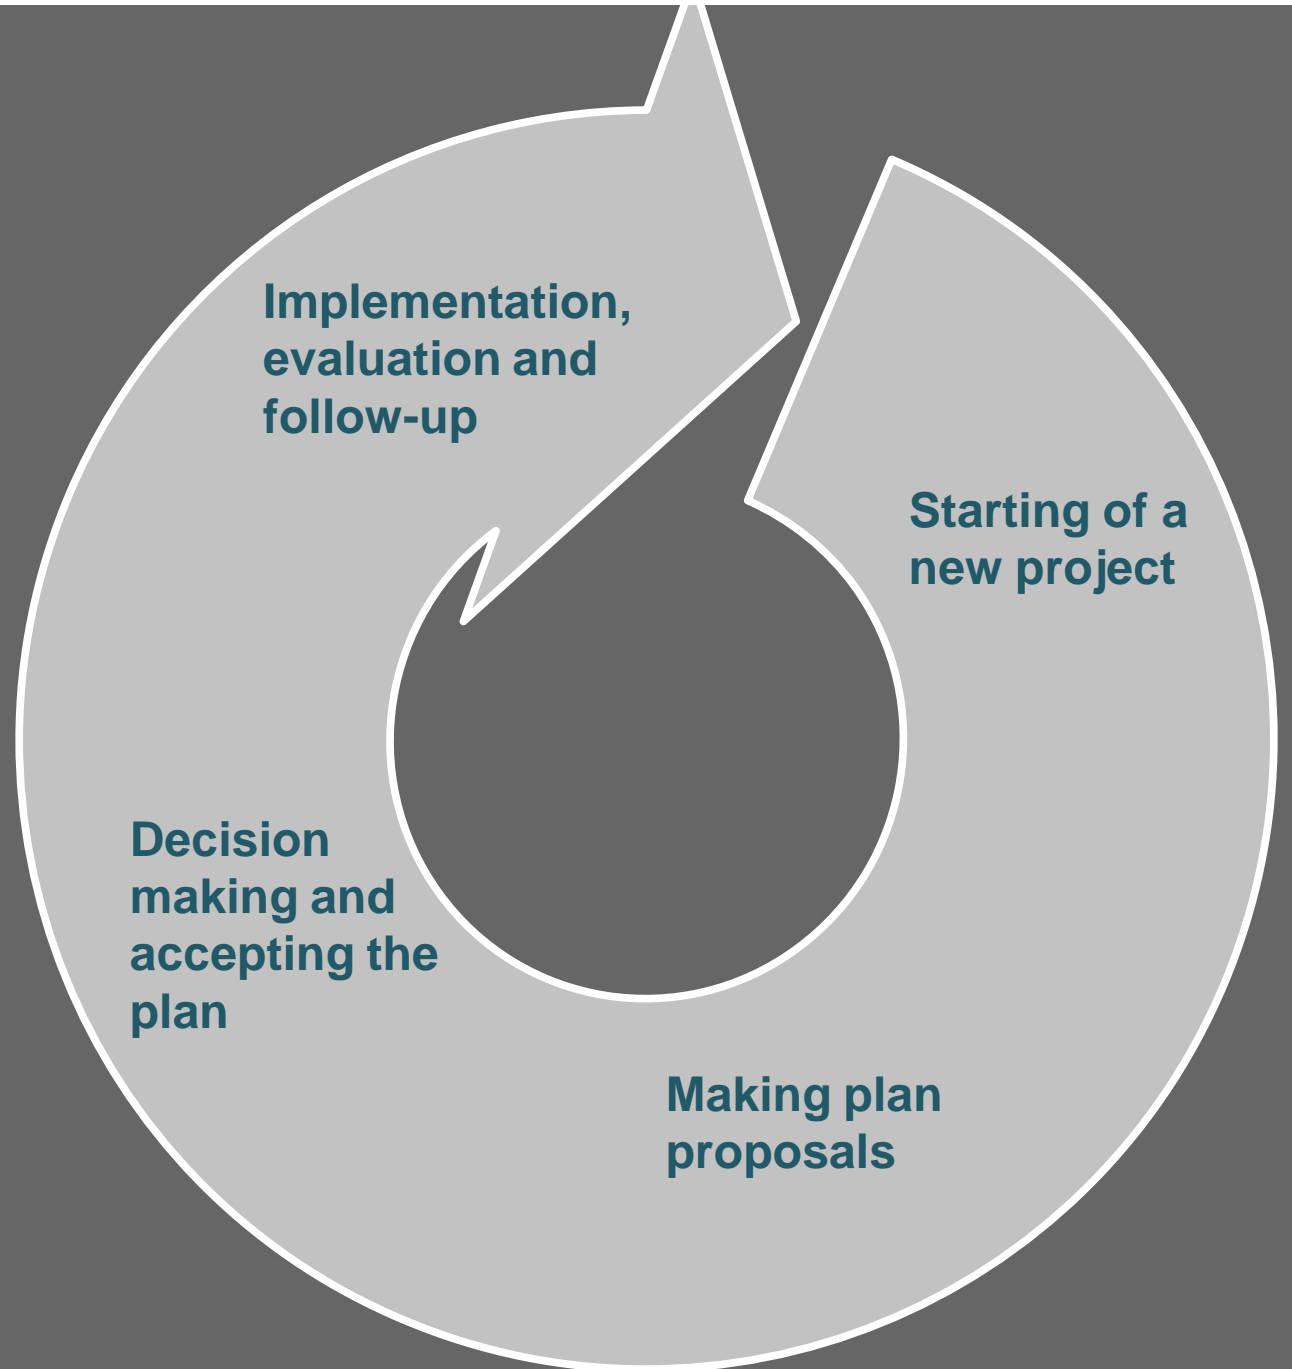 Implementation,
evaluation and
follow-up
Starting of a
new project
Decision
making and
accepting the
plan
Making plan
proposals